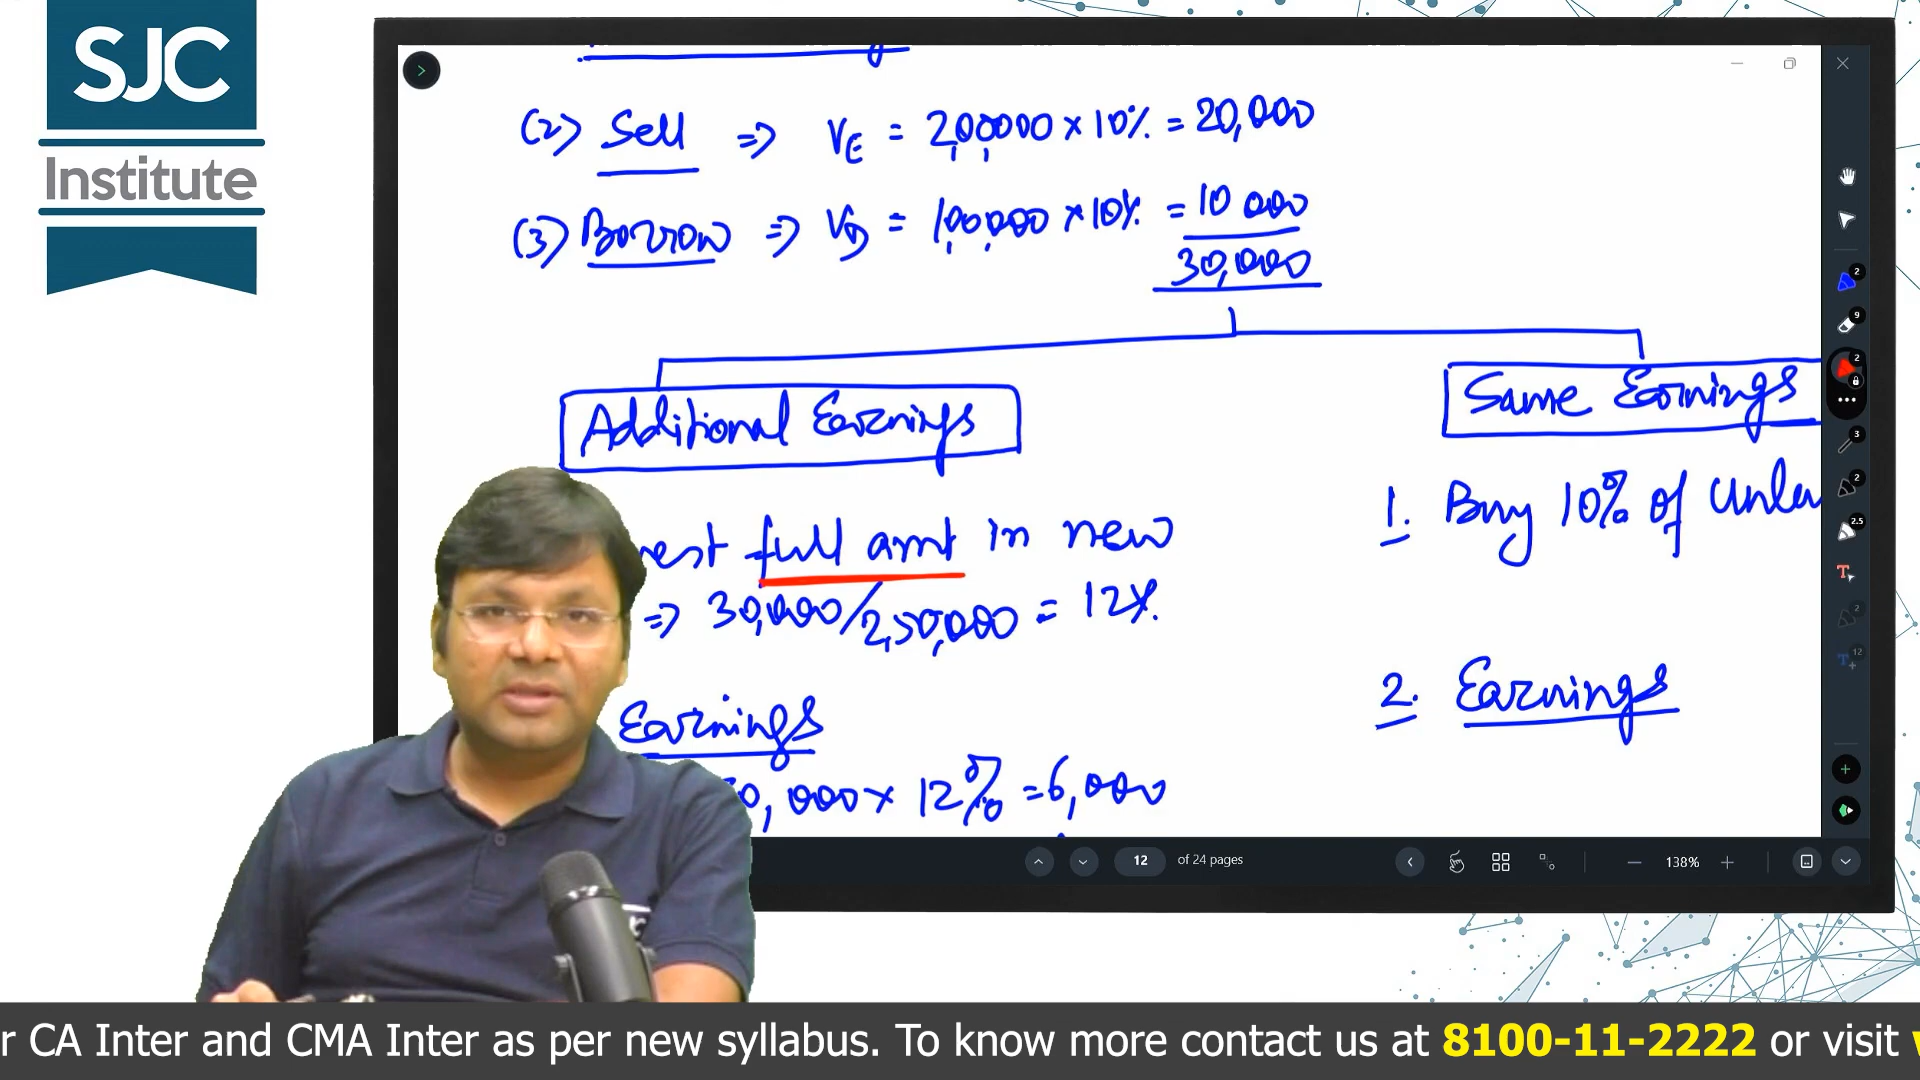 SJC
Institute
(2) Sell => VE = 2,00,000 x 10% = 20,000
(3) Borrow => VD = 1,00,000 x 10% = 10 000
30,000
Additional Earnings
Same Earnings
full amt in new
=> 30,000/2,50,000 = 12%
1. Buy 10% of
Earnings
2. Earnings
0,000 x 12% = 6,000
12 of 24 pages
138%
CA Inter and CMA Inter as per new syllabus. To know more contact us at 8100-11-2222 or visit